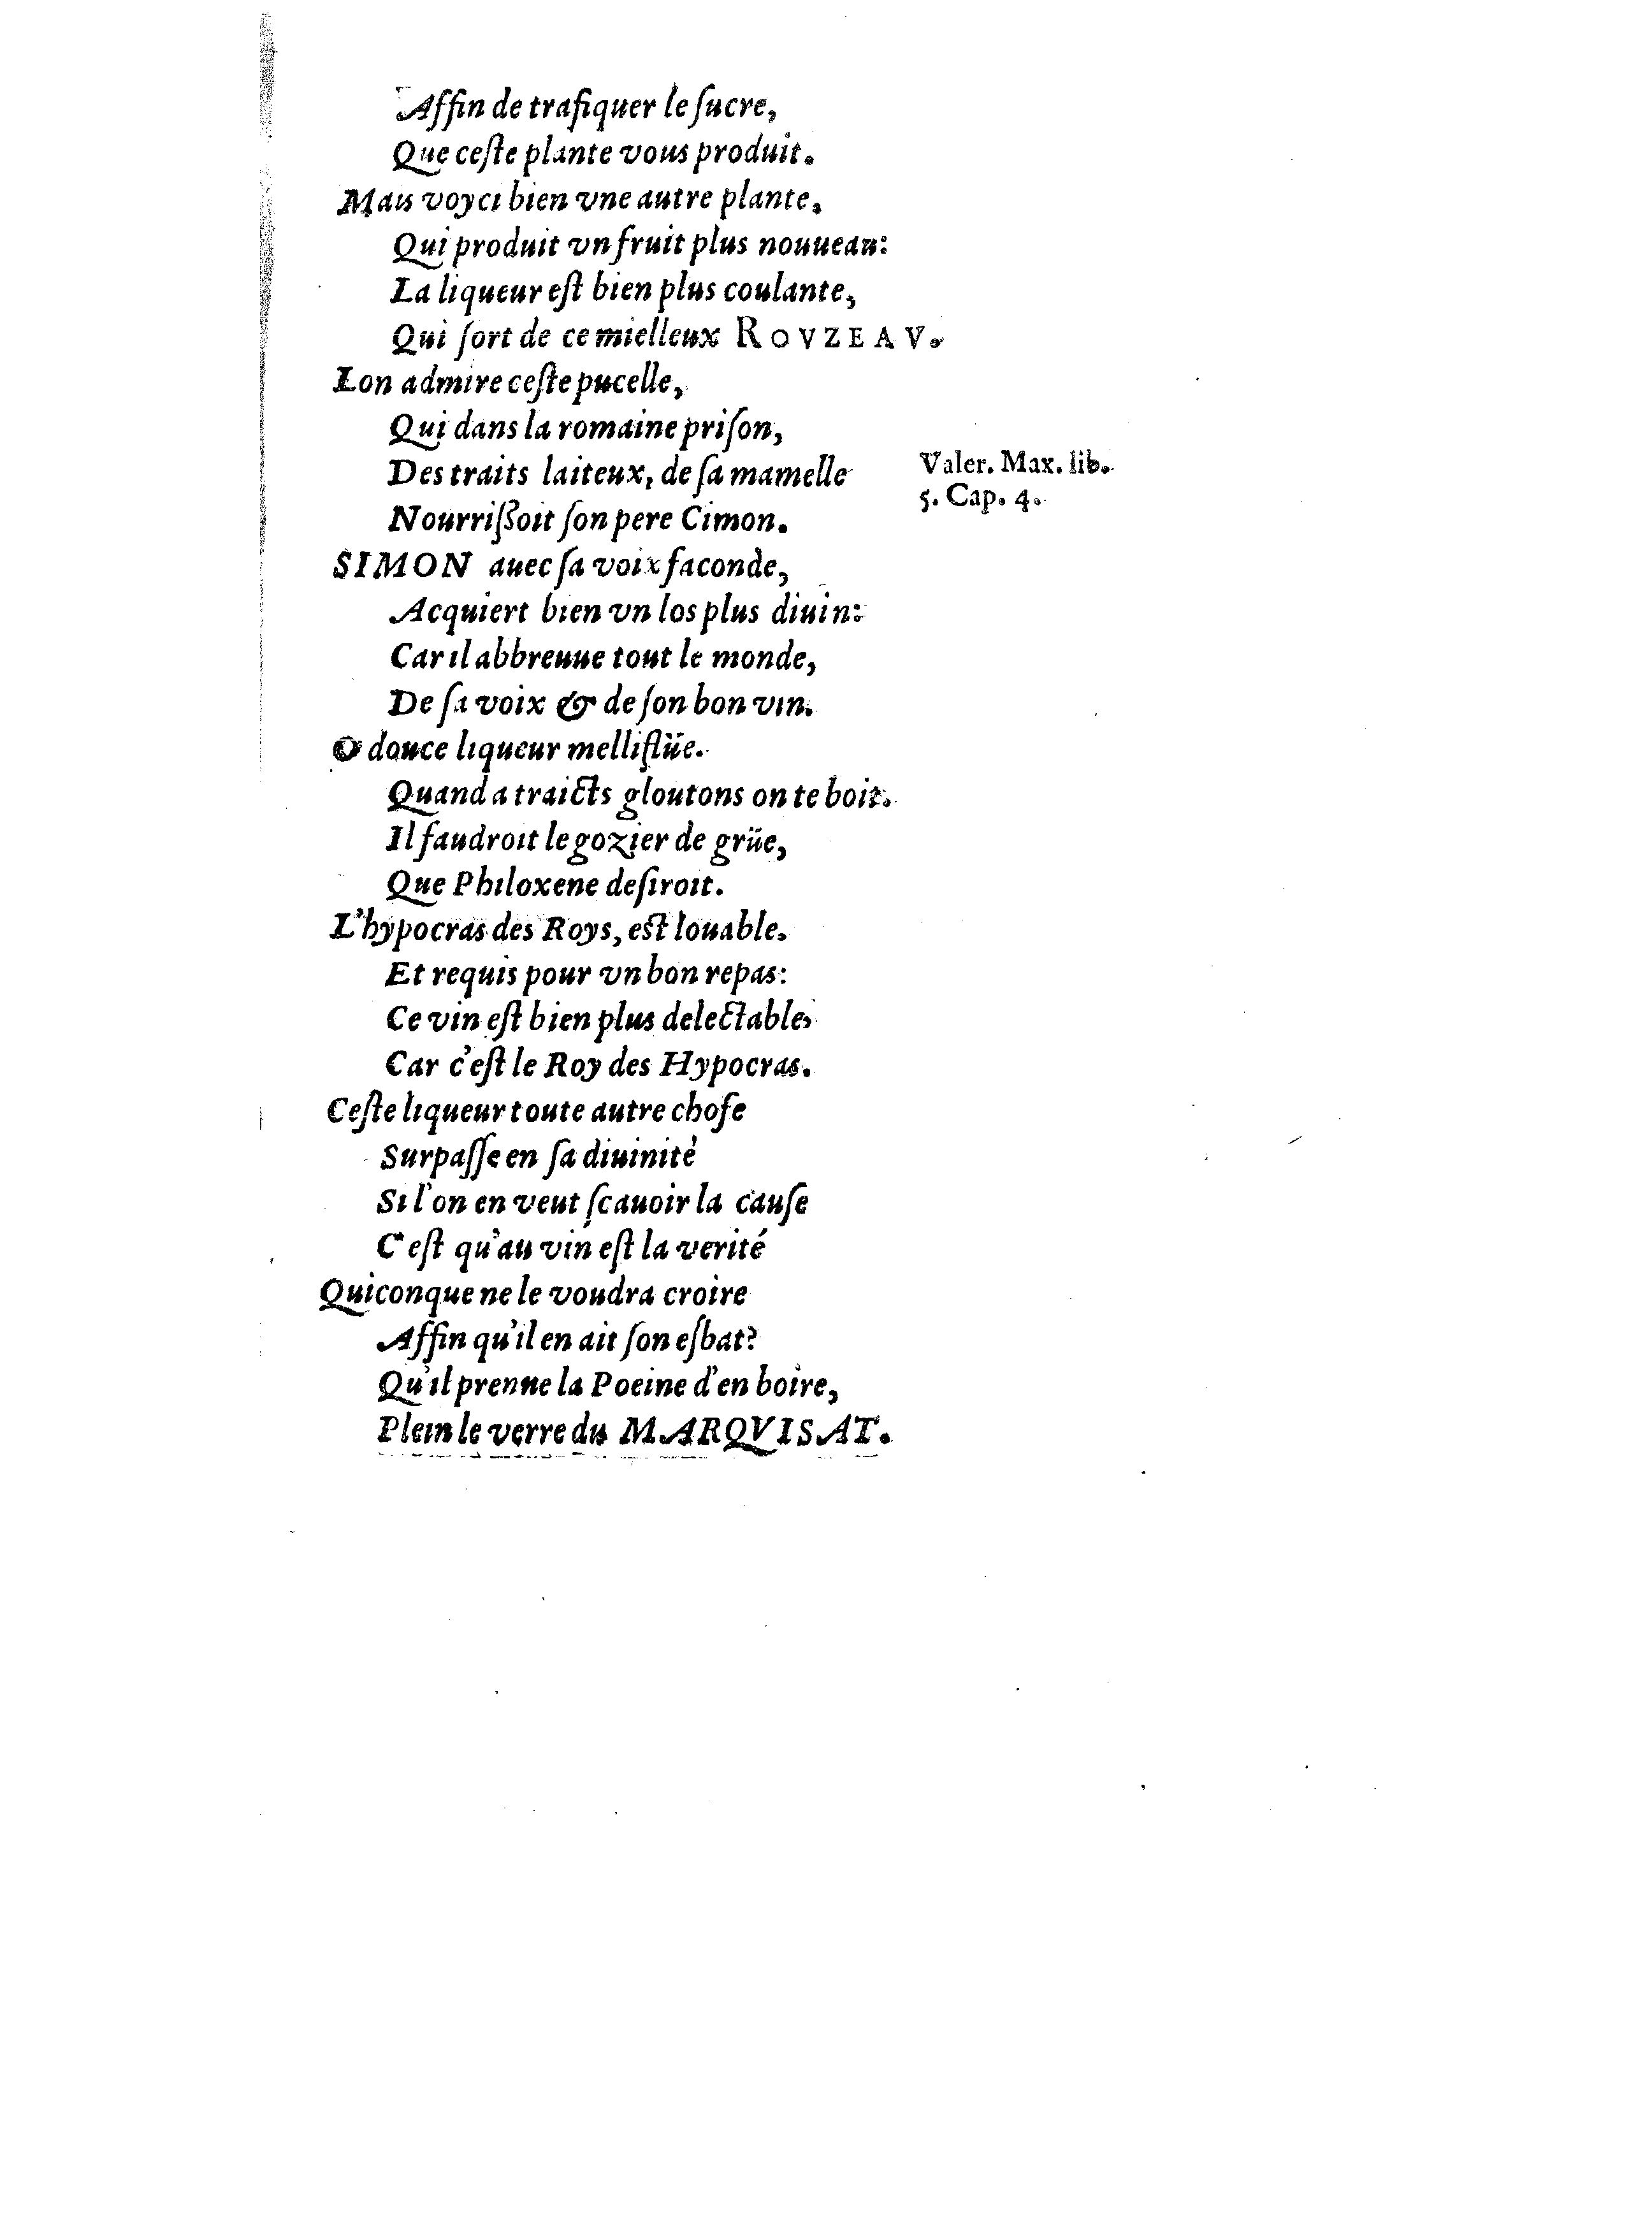 Affin de trafiquer le ſucre,
Que ceſte plante vous produit.
Mais voyci bien vne autre plante,
Qui produit vn fruit plus nouueau:
La liqueur eſt bien plus coulante,
Qui ſort de ce mielleux ROVZEAV.
Lon admire ceſte pucelle,
Qui dans la romaine priſon,
Des traits laiteux, de ſa mamelle
Nourrißoit ſon pere Cimon.
Valer. Max. lib.
5. Cap. 4.
SIMON auec ſa voix faconde,
Acquiert bien vn los plus diuin:
Car il abbreuue tout le monde,
De ſa voix & de ſon bon vin.
O douce liqueur melliflüe.
Quand a traicts gloutons on te boit.
Il faudroit le gozier de grüe,
Que Philoxene deſiroit.
L'hypocras des Roys, est louable.
Et requis pour vn bon repas:
Ce vin eſt bien plus delectable,
Car c'eſt le Roy des Hypocras.
Ceſte liqueur toute autre choſe
Surpaſſe en ſa diuinité
Si l'on en veut ſcauoir la cauſe
C'eſt qu'au vin eſt la verité
Quiconque ne le voudra croire
Affin qu'il en ait ſon eſbat?
Qu'il prenne la Poeine d'en boire,
Plein le verre du MARQVISAT.